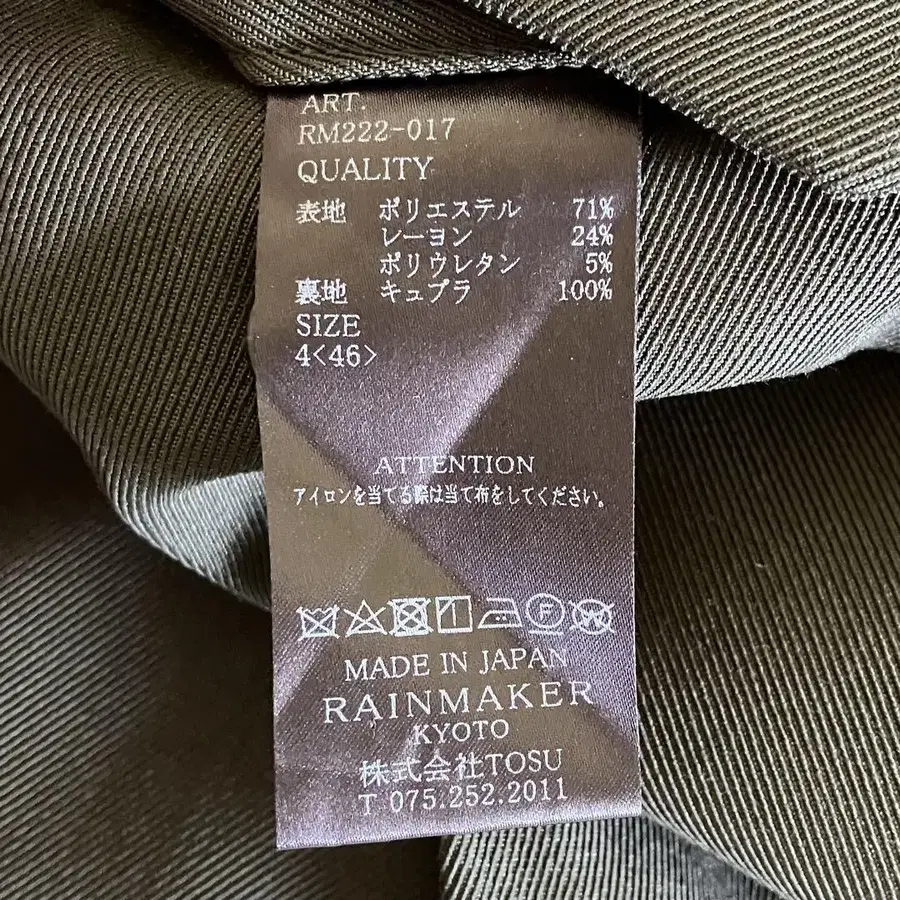 ART.
RM222-017
QUALITY
表地 ポリエステル 71%
レーヨン 24%
ポリウレタン 5%
裏地 キュプラ 100%
SIZE
4<46>
ATTENTION
アイロンを当てる際は当て布をしてください。
F W
MADE IN JAPAN
RAINMAKER
KYOTO
株式会社TOSU
T 075.252.2011